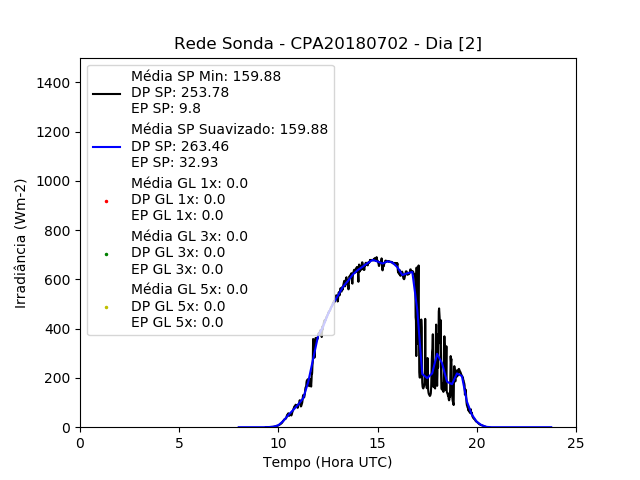 Rede Sonda - CPA20180702 - Dia [2]
Média SP Min: 159.88
DP SP: 253.78
EP SP: 9.8
Média SP Suavizado: 159.88
DP SP: 263.46
EP SP: 32.93
Média GL 1x: 0.0
DP GL 1x: 0.0
EP GL 1x: 0.0
Média GL 3x: 0.0
DP GL 3x: 0.0
EP GL 3x: 0.0
Média GL 5x: 0.0
DP GL 5x: 0.0
EP GL 5x: 0.0
Irradiância (Wm-2)
1400
1200
1000
800
600
400
200
0
0 5 10 15 20 25
Tempo (Hora UTC)